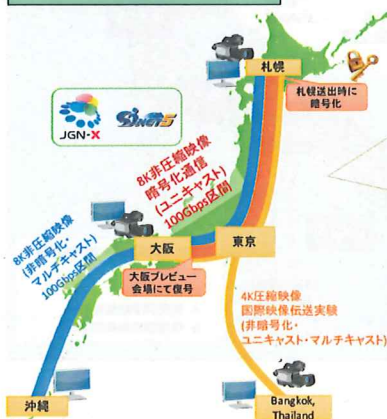 札幌
札幌送出時に
暗号化
JGN-X
SINET5
8K非圧縮映像
暗号化通信
(ユニキャスト)
100Gbps区間
8K非圧縮映像
(非暗号化・
マルチキャスト)
100Gbps区間
大阪
東京
大阪プレビュー
会場にて復号
4K圧縮映像
国際映像伝送実験
(非暗号化・
ユニキャスト・マルチキャスト)
沖縄
Bangkok,
Thailand